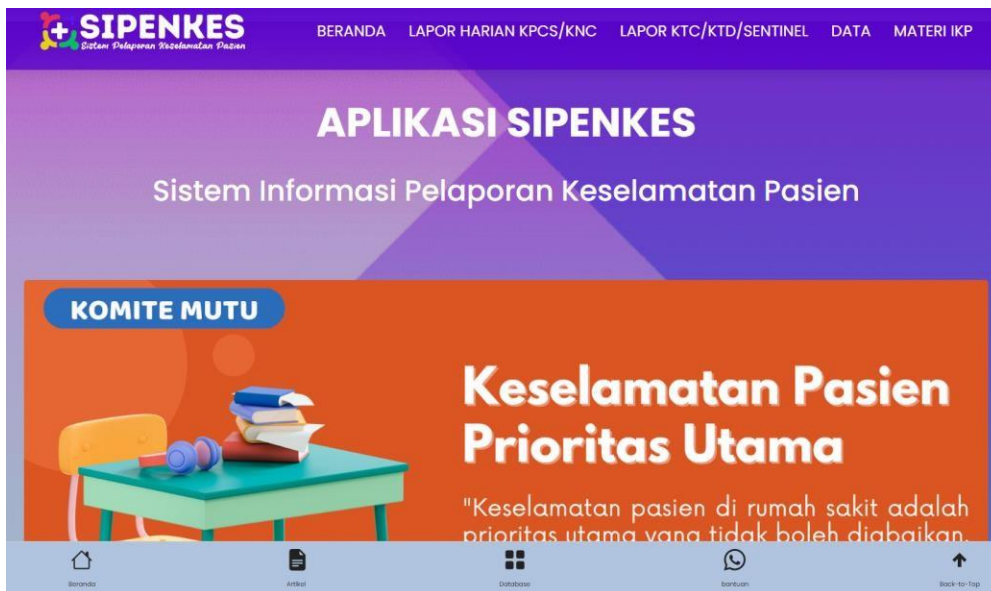 SIPENKES
Sistem Pelaporan Keselamatan Pasien
BERANDA LAPOR HARIAN KPCS/KNC LAPOR KTC/KTD/SENTINEL DATA MATERI IKP
APLIKASI SIPENKES
Sistem Informasi Pelaporan Keselamatan Pasien
KOMITE MUTU
Keselamatan Pasien
Prioritas Utama
"Keselamatan pasien di rumah sakit adalah
prioritas utama yang tidak boleh diabaikan.
Beranda Artikel Database bantuan Back-to-Top